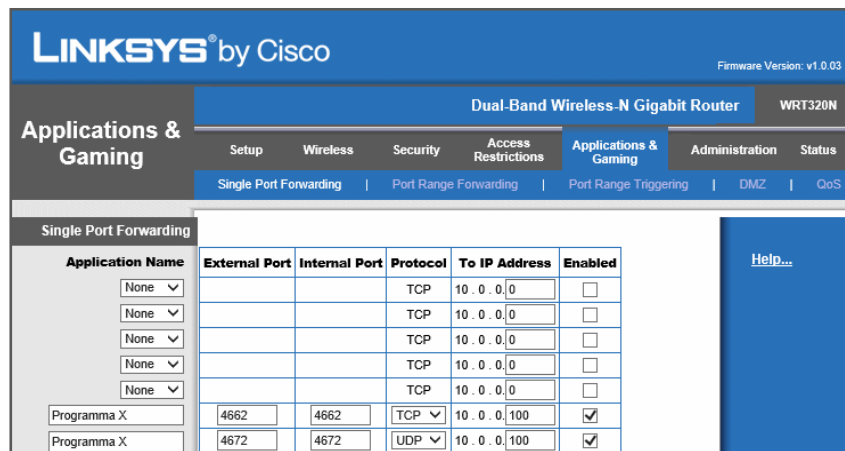 LINKSYS® by Cisco
Firmware Version: v1.0.03
Dual-Band Wireless-N Gigabit Router WRT320N
Applications & Gaming
Setup Wireless Security Access Restrictions Applications & Gaming Administration Status
Single Port Forwarding | Port Range Forwarding | Port Range Triggering | DMZ | QoS
Single Port Forwarding
Application Name External Port Internal Port Protocol To IP Address Enabled
Help...
None TCP 10 . 0 . 0. 0
None TCP 10 . 0 . 0. 0
None TCP 10 . 0 . 0. 0
None TCP 10 . 0 . 0. 0
None TCP 10 . 0 . 0. 0
Programma X 4662 4662 TCP 10 . 0 . 0. 100
Programma X 4672 4672 UDP 10 . 0 . 0. 100